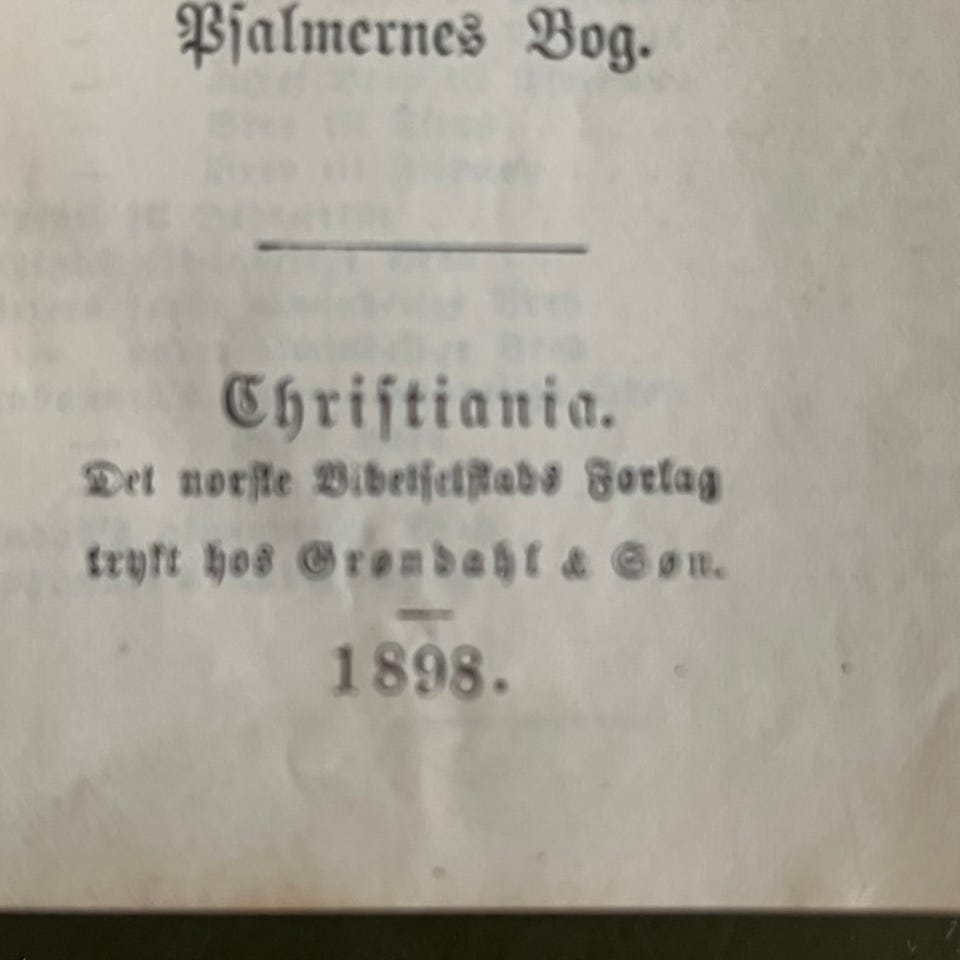 Psalmernes Bog.
Christiania.
Det norske Bibelselskabs Forlag
trykt hos Grøndahl & Søn.
1898.